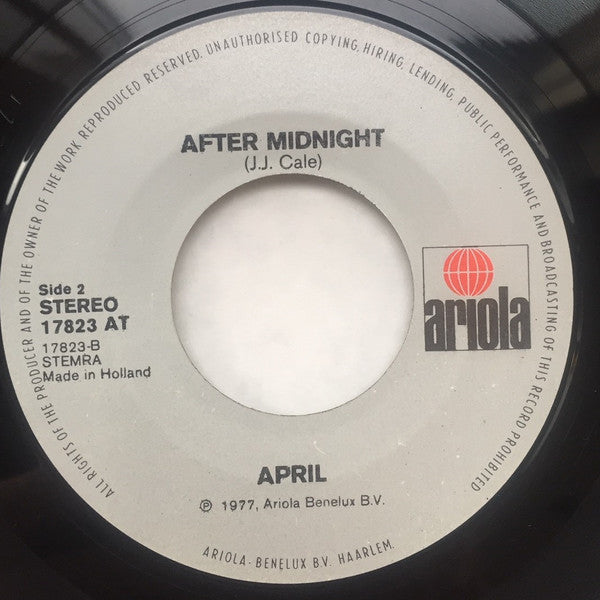 ALL RIGHTS OF THE PRODUCER AND OF THE OWNER OF THE WORK REPRODUCED RESERVED. UNAUTHORISED COPYING, HIRING, LENDING, PUBLIC PERFORMANCE AND BROADCASTING OF THIS RECORD PROHIBITED
AFTER MIDNIGHT
(J.J. Cale)
Side 2
STEREO
17823 AT
17823-B
STEMRA
Made in Holland
ariola
APRIL
℗ 1977, Ariola Benelux B.V.
ARIOLA - BENELUX B.V. HAARLEM.